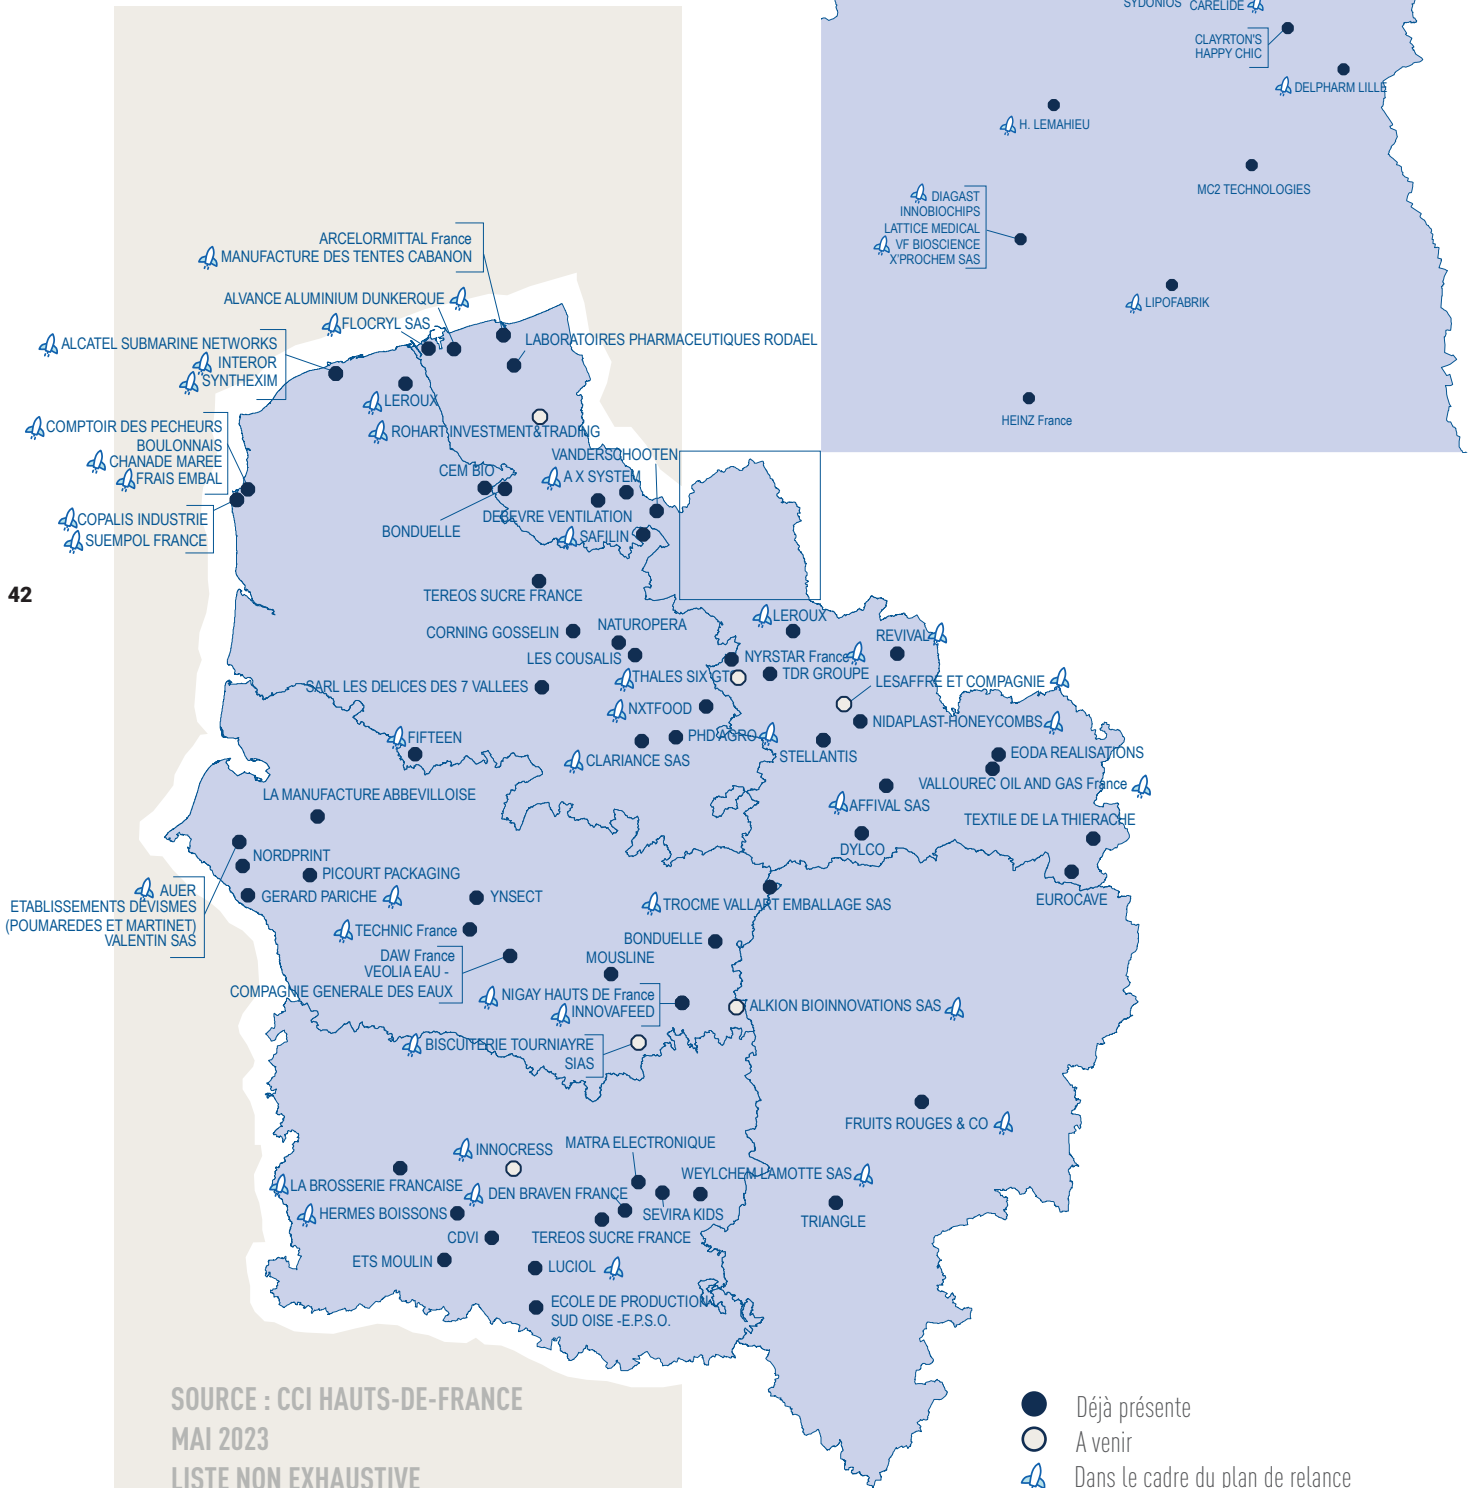 SYDONIOS
CARELIDE
CLAYRTON'S
HAPPY CHIC
DELPHARM LILLE
H. LEMAHIEU
MC2 TECHNOLOGIES
DIAGAST
INNOBIOCHIPS
LATTICE MEDICAL
VF BIOSCIENCE
X'PROCHEM SAS
LIPOFABRIK
HEINZ France
ARCELORMITTAL France
MANUFACTURE DES TENTES CABANON
ALVANCE ALUMINIUM DUNKERQUE
FLOCRYL SAS
LABORATOIRES PHARMACEUTIQUES RODAEL
ALCATEL SUBMARINE NETWORKS
INTEROR
SYNTHEXIM
LEROUX
ROHART INVESTMENT&TRADING
COMPTOIR DES PECHEURS
BOULONNAIS
CHANADE MAREE
FRAIS EMBAL
VANDERSCHOOTEN
CEM BIO
A X SYSTEM
COPALIS INDUSTRIE
SUEMPOL FRANCE
DEBEVRE VENTILATION
BONDUELLE
SAFILIN
42
TEREOS SUCRE FRANCE
LEROUX
CORNING GOSSELIN
NATUROPERA
REVIVAL
LES COUSALIS
NYRSTAR France
THALES SIX GTS
TDR GROUPE
LESAFFRE ET COMPAGNIE
SARL LES DELICES DES 7 VALLEES
NXTFOOD
NIDAPLAST-HONEYCOMBS
FIFTEEN
PHD AGRO
CLARIANCE SAS
STELLANTIS
EODA REALISATIONS
VALLOUREC OIL AND GAS France
LA MANUFACTURE ABBEVILLOISE
AFFIVAL SAS
TEXTILE DE LA THIERACHE
DYLCO
NORDPRINT
PICOURT PACKAGING
GERARD PARICHE
YNSECT
TROCME VALLART EMBALLAGE SAS
EUROCAVE
AUER
ETABLISSEMENTS DEVISMES
(POUMAREDES ET MARTINET)
VALENTIN SAS
TECHNIC France
BONDUELLE
DAW France
VEOLIA EAU -
COMPAGNIE GENERALE DES EAUX
MOUSLINE
NIGAY HAUTS DE France
INNOVAFEED
ALKION BIOINNOVATIONS SAS
BISCUITERIE TOURNIAYRE
SIAS
FRUITS ROUGES & CO
INNOCRESS
MATRA ELECTRONIQUE
WEYLCHEM LAMOTTE SAS
LA BROSSERIE FRANCAISE
DEN BRAVEN FRANCE
HERMES BOISSONS
SEVIRA KIDS
TRIANGLE
CDVI
TEREOS SUCRE FRANCE
ETS MOULIN
LUCIOL
ECOLE DE PRODUCTION
SUD OISE -E.P.S.O.
SOURCE : CCI HAUTS-DE-FRANCE
MAI 2023
LISTE NON EXHAUSTIVE
Déjà présente
A venir
Dans le cadre du plan de relance